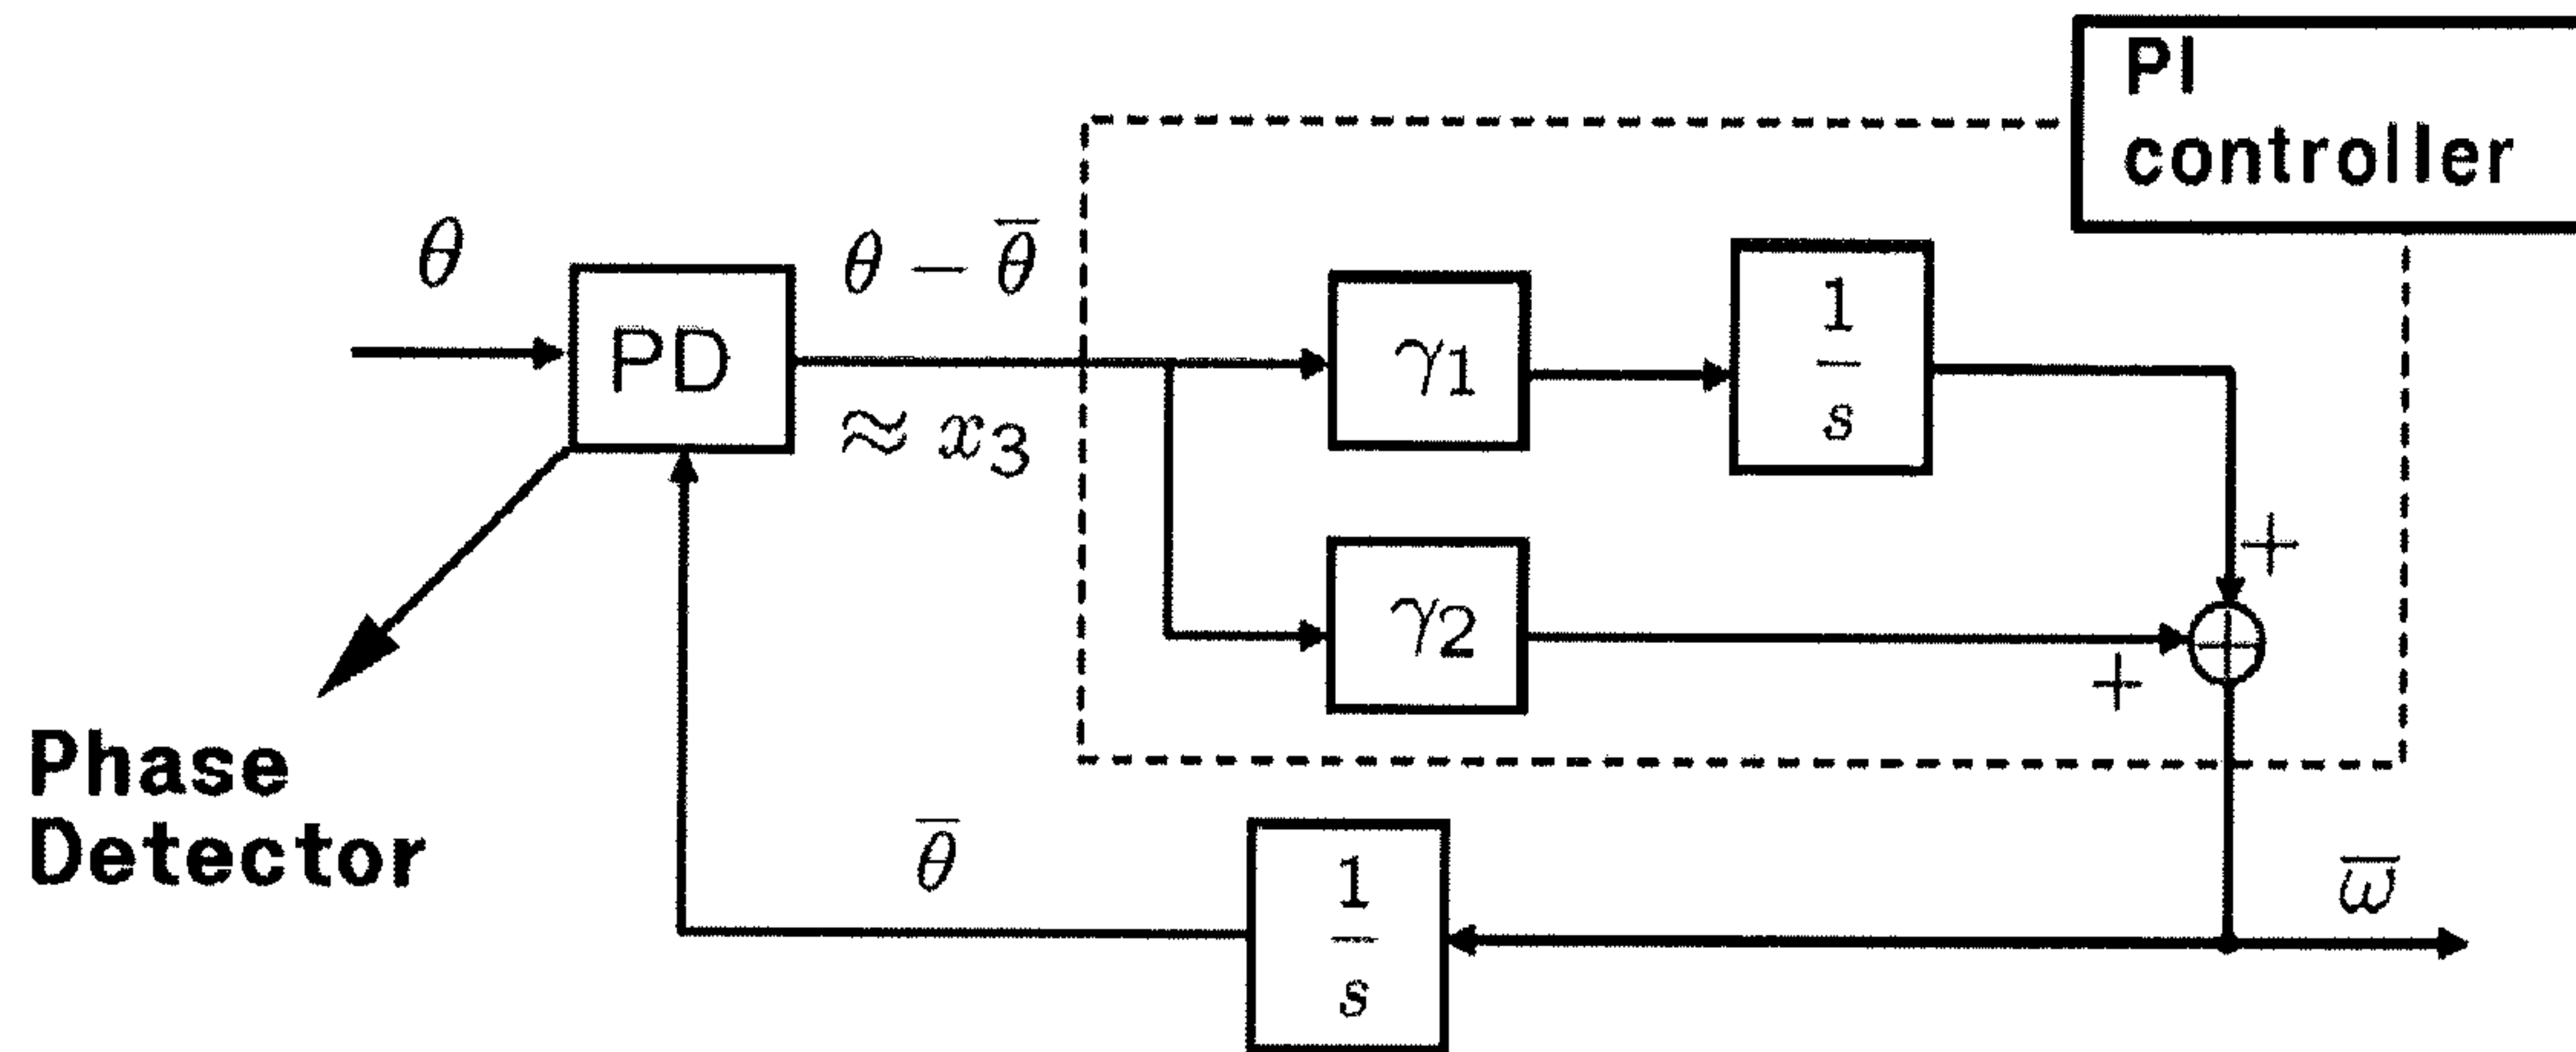 PI
controller
θ
θ − θ̅
PD
≈ x₃
γ₁
1
s
+
γ₂
+
Phase
Detector
θ̅
1
s
ω̅